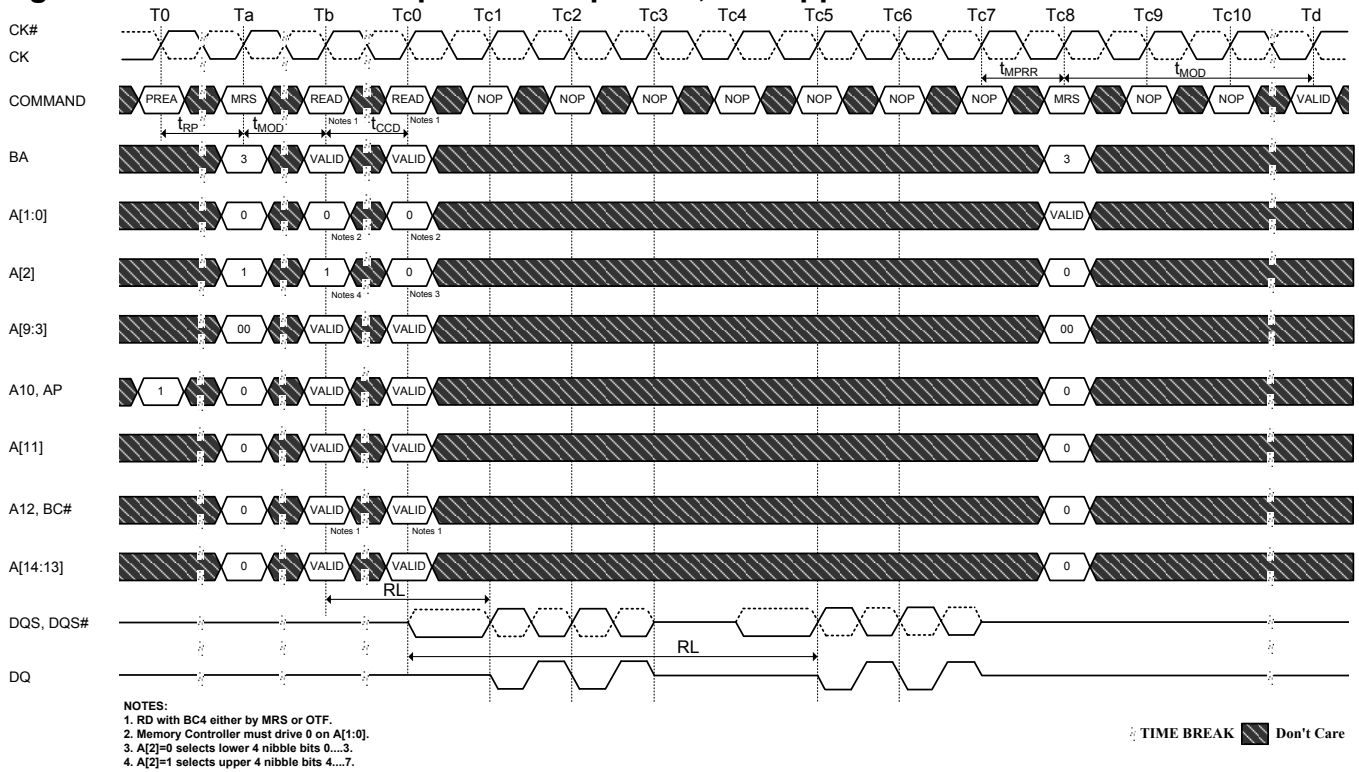 T0 Ta Tb Tc0 Tc1 Tc2 Tc3 Tc4 Tc5 Tc6 Tc7 Tc8 Tc9 Tc10 Td
CK#
CK
tMPRR tMOD
COMMAND PREA MRS READ READ NOP NOP NOP NOP NOP NOP NOP MRS NOP NOP VALID
Notes 1 Notes 1
tRP tMOD tCCD
BA 3 VALID VALID 3
A[1:0] 0 0 0 VALID
Notes 2 Notes 2
A[2] 1 1 0 0
Notes 4 Notes 3
A[9:3] 00 VALID VALID 00
A10, AP 1 0 VALID VALID 0
A[11] 0 VALID VALID 0
A12, BC# 0 VALID VALID 0
Notes 1 Notes 1
A[14:13] 0 VALID VALID 0
RL
DQS, DQS#
RL
DQ
NOTES:
1. RD with BC4 either by MRS or OTF.
2. Memory Controller must drive 0 on A[1:0].
3. A[2]=0 selects lower 4 nibble bits 0....3.
4. A[2]=1 selects upper 4 nibble bits 4....7.
TIME BREAK Don't Care